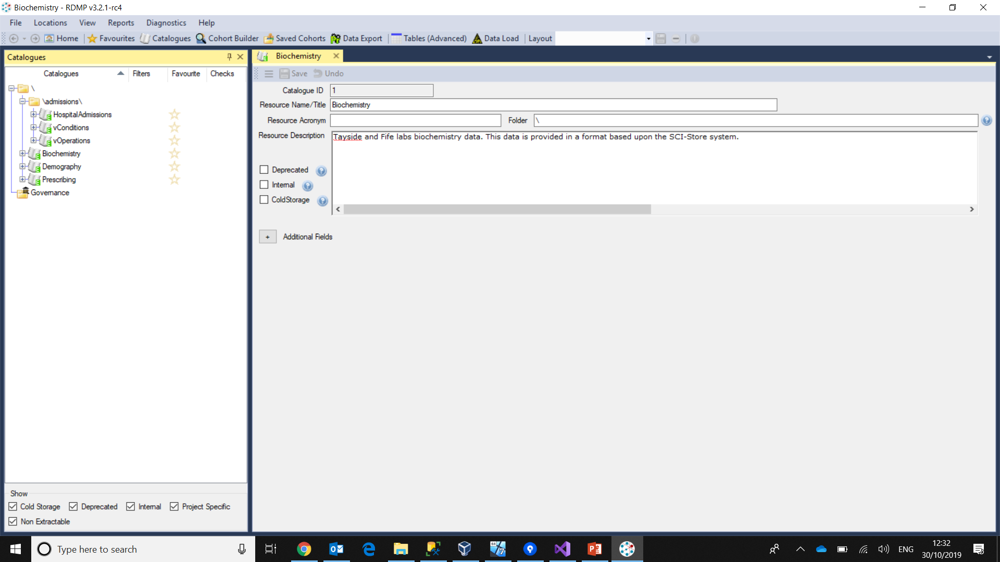 Biochemistry - RDMP v3.2.1-rc4
File Locations View Reports Diagnostics Help
Home Favourites Catalogues Cohort Builder Saved Cohorts Data Export Tables (Advanced) Data Load Layout
Catalogues
Catalogues Filters Favourite Checks
\
\admissions\
HospitalAdmissions
vConditions
vOperations
Biochemistry
Demography
Prescribing
Governance
Show
Cold Storage Deprecated Internal Project Specific
Non Extractable
Biochemistry
Save Undo
Catalogue ID 1
Resource Name/Title Biochemistry
Resource Acronym Folder \
Resource Description Tayside and Fife labs biochemistry data. This data is provided in a format based upon the SCI-Store system.
Deprecated
Internal
ColdStorage
+ Additional Fields
Type here to search
ENG
12:32
30/10/2019